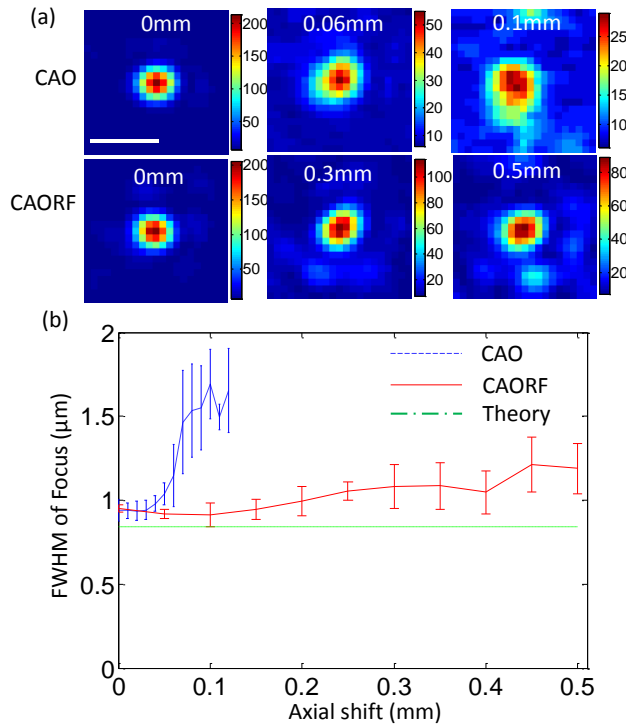 (a)
CAO
0mm
200
150
100
50
0.06mm
50
40
30
20
10
0.1mm
25
20
15
10
CAORF
0mm
200
150
100
50
0.3mm
100
80
60
40
20
0.5mm
80
60
40
20
(b)
FWHM of Focus (μm)
2
1.5
1
0.5
0
CAO
CAORF
Theory
0 0.1 0.2 0.3 0.4 0.5
Axial shift (mm)